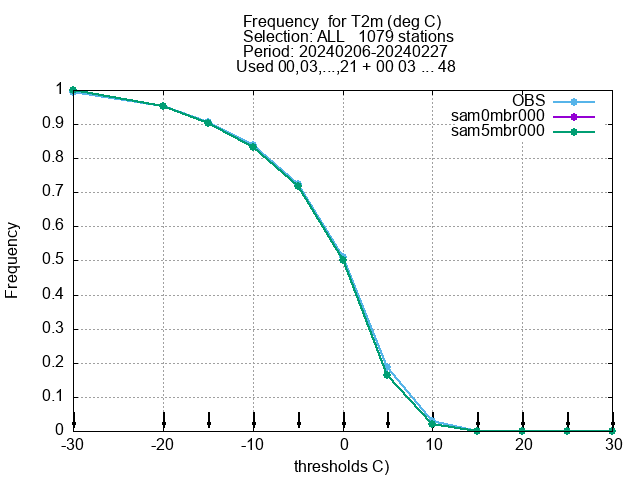 Frequency  for T2m (deg C)
Selection: ALL   1079 stations
Period: 20240206-20240227
Used 00,03,...,21 + 00 03 ... 48
OBS
sam0mbr000
sam5mbr000
1
0.9
0.8
0.7
0.6
0.5
0.4
0.3
0.2
0.1
0
Frequency
-30
-20
-10
0
10
20
30
thresholds C)